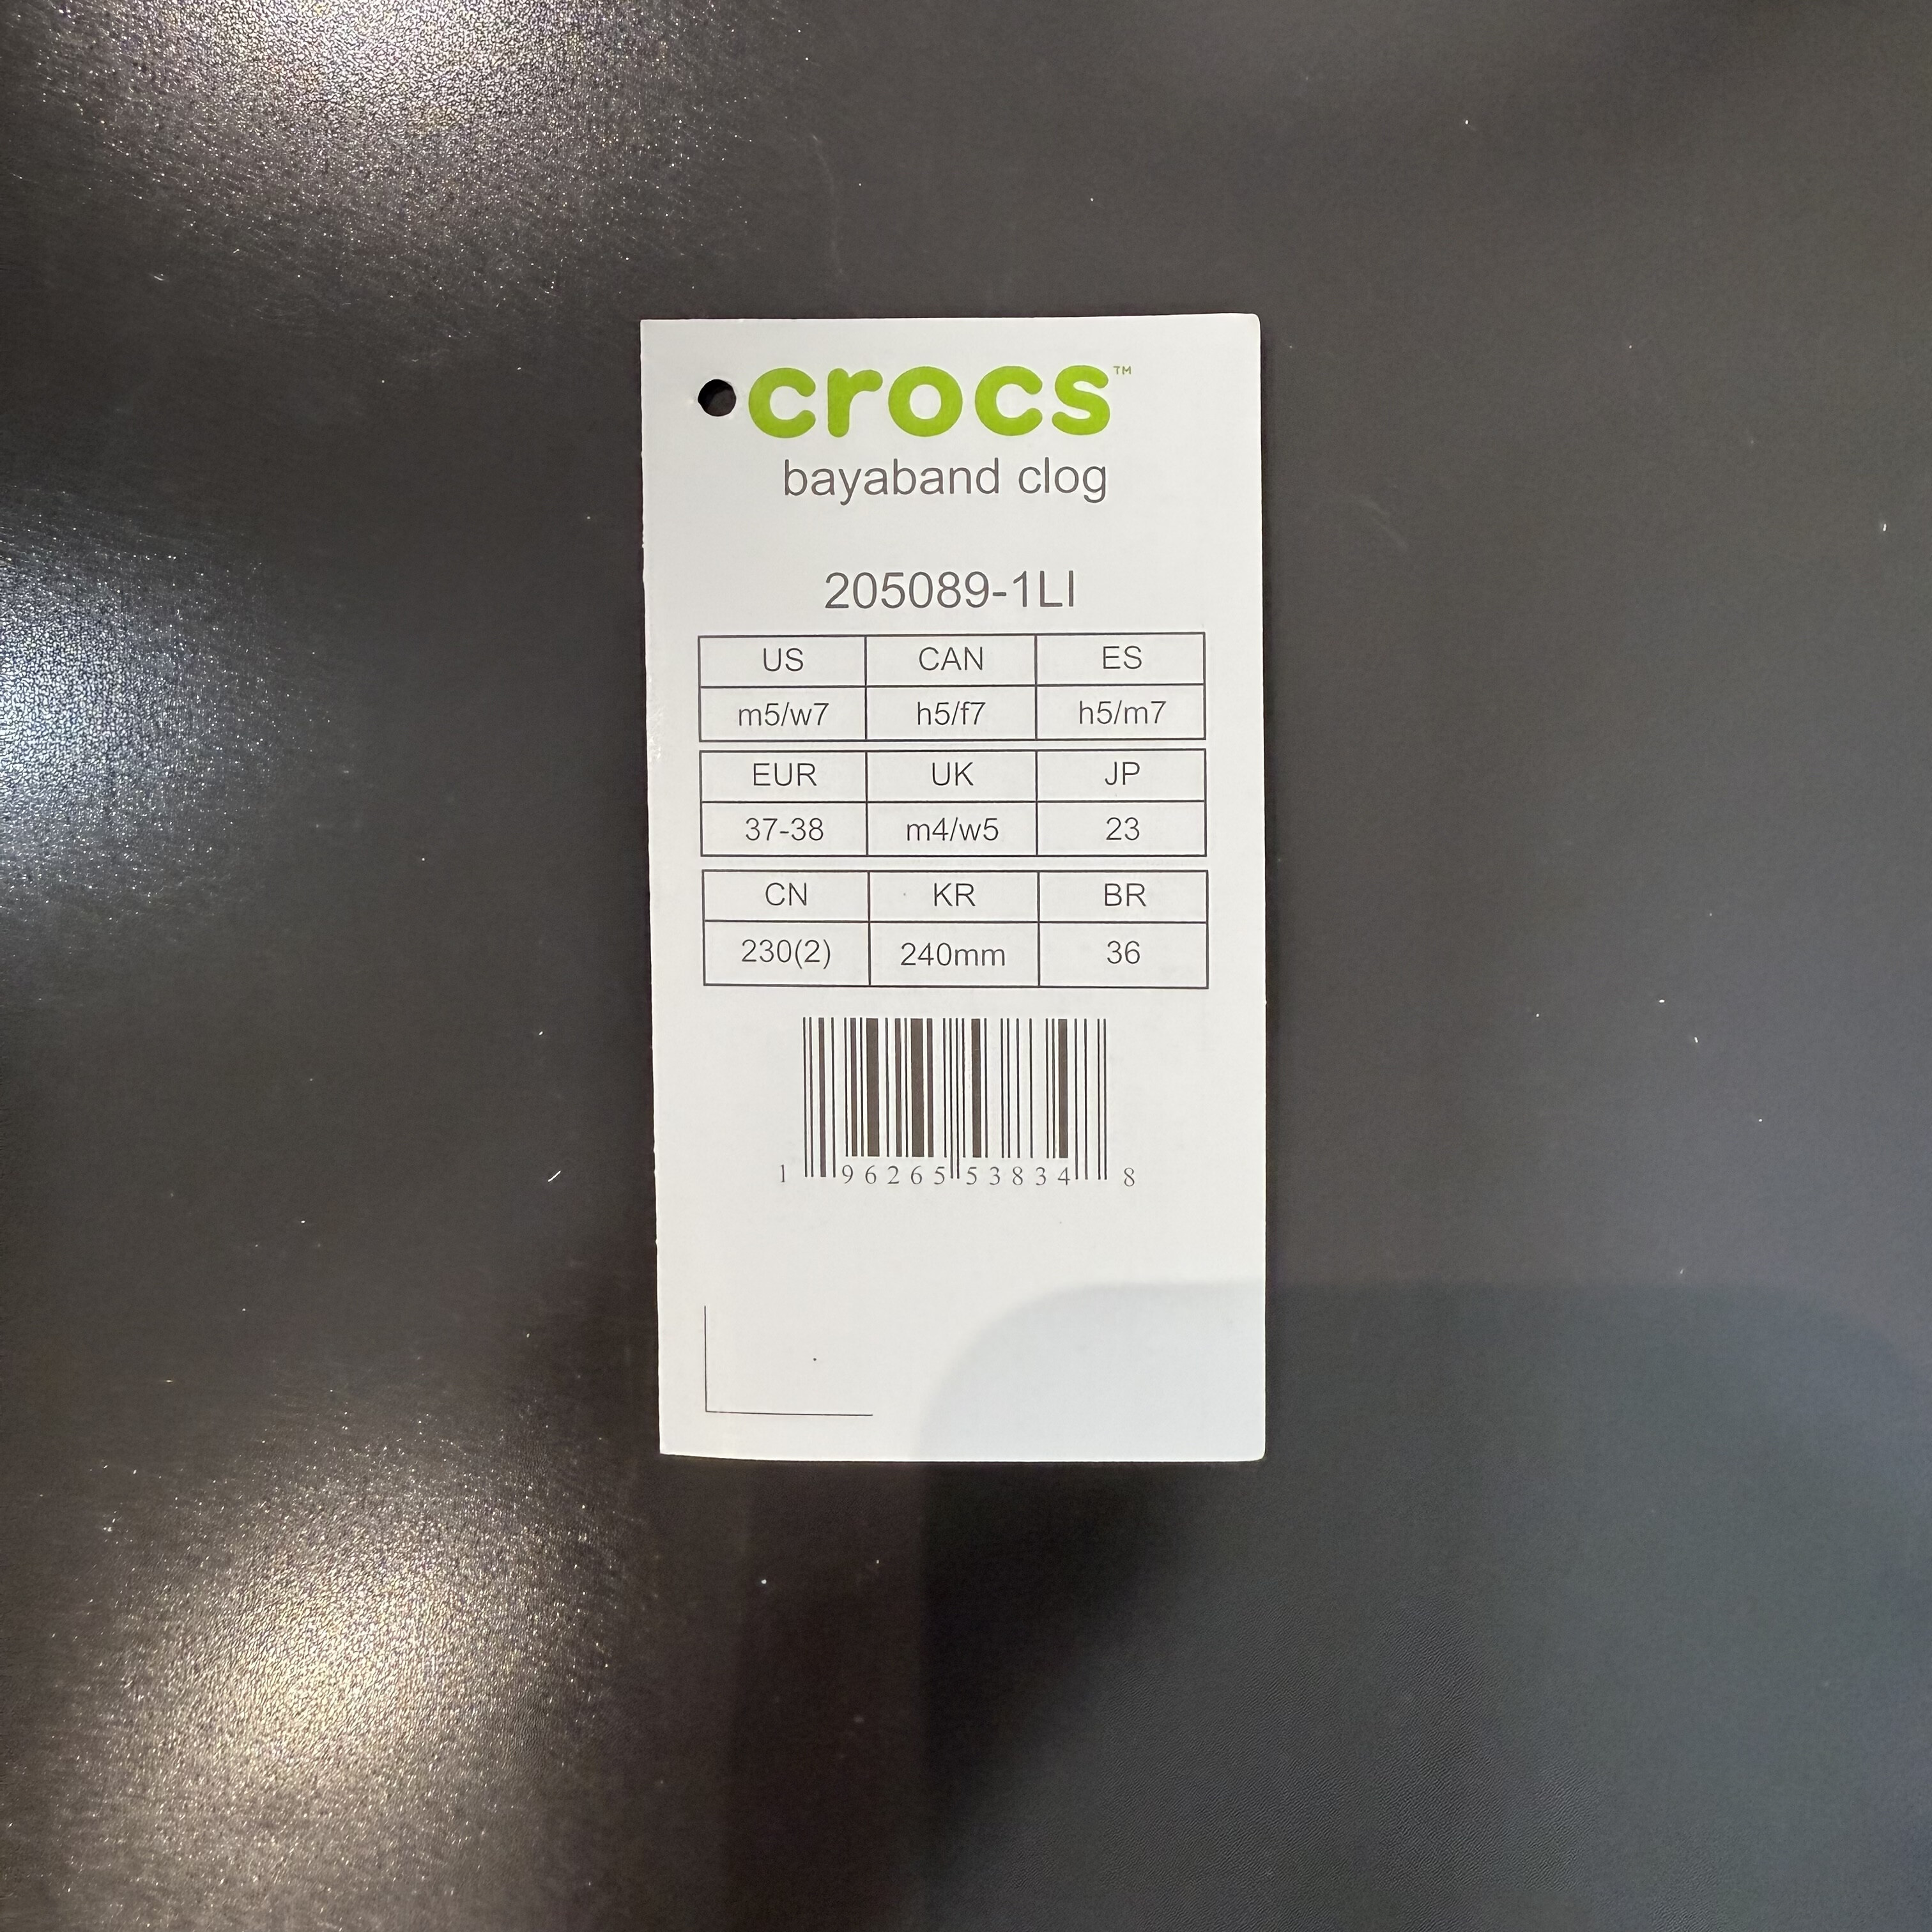 crocs™
bayaband clog
205089-1LI
US CAN ES
m5/w7 h5/f7 h5/m7
EUR UK JP
37-38 m4/w5 23
CN KR BR
230(2) 240mm 36
1 96265 53834 8